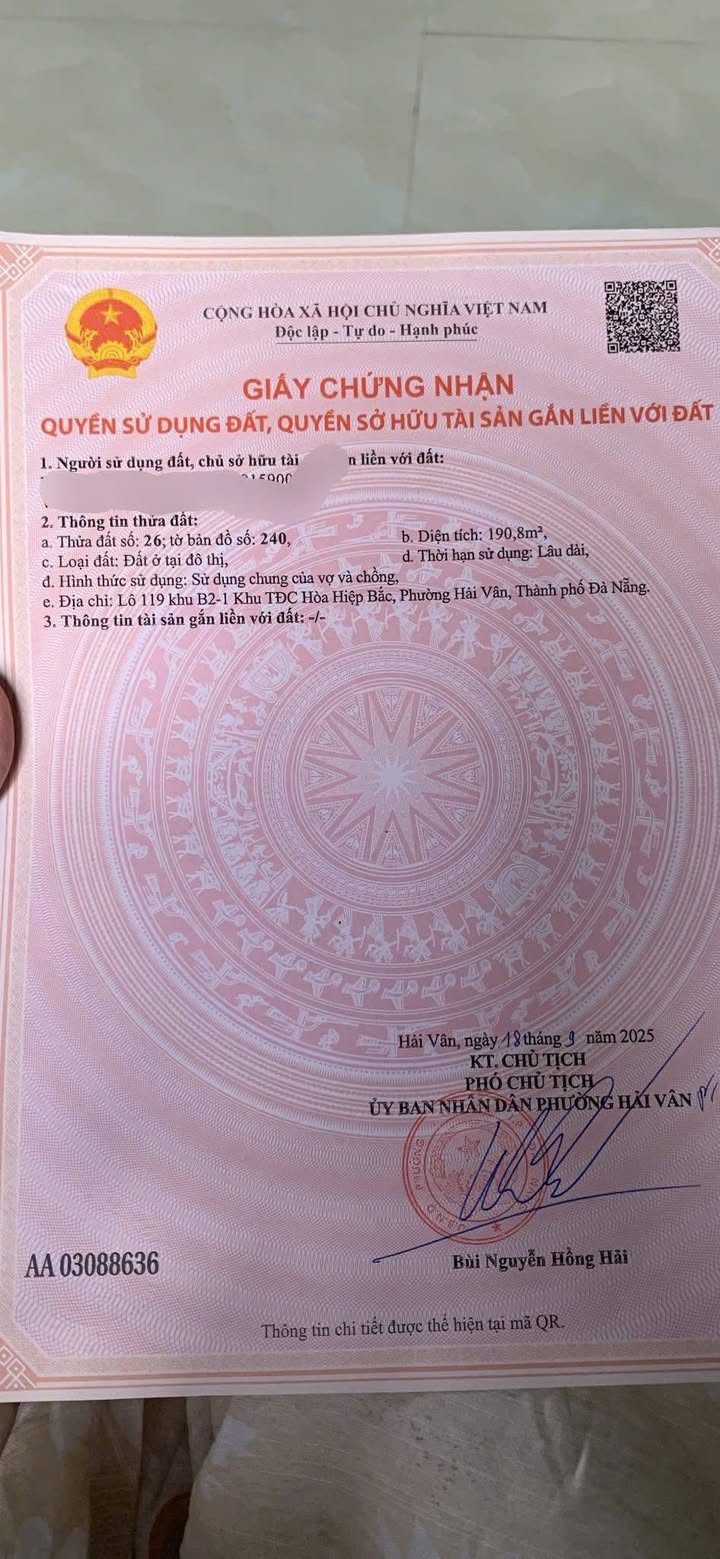 CỘNG HÒA XÃ HỘI CHỦ NGHĨA VIỆT NAM
Độc lập - Tự do - Hạnh phúc
GIẤY CHỨNG NHẬN
QUYỀN SỬ DỤNG ĐẤT, QUYỀN SỞ HỮU TÀI SẢN GẮN LIỀN VỚI ĐẤT
1. Người sử dụng đất, chủ sở hữu tài n liền với đất:
2. Thông tin thửa đất:
a. Thửa đất số: 26; tờ bản đồ số: 240, b. Diện tích: 190,8m²,
c. Loại đất: Đất ở tại đô thị, d. Thời hạn sử dụng: Lâu dài,
đ. Hình thức sử dụng: Sử dụng chung của vợ và chồng,
e. Địa chỉ: Lô 119 khu B2-1 Khu TĐC Hòa Hiệp Bắc, Phường Hải Vân, Thành phố Đà Nẵng.
3. Thông tin tài sản gắn liền với đất: -/-
Hải Vân, ngày 18 tháng 9 năm 2025
KT. CHỦ TỊCH
PHÓ CHỦ TỊCH
ỦY BAN NHÂN DÂN PHƯỜNG HẢI VÂN
Bùi Nguyễn Hồng Hải
AA 03088636
Thông tin chi tiết được thể hiện tại mã QR.